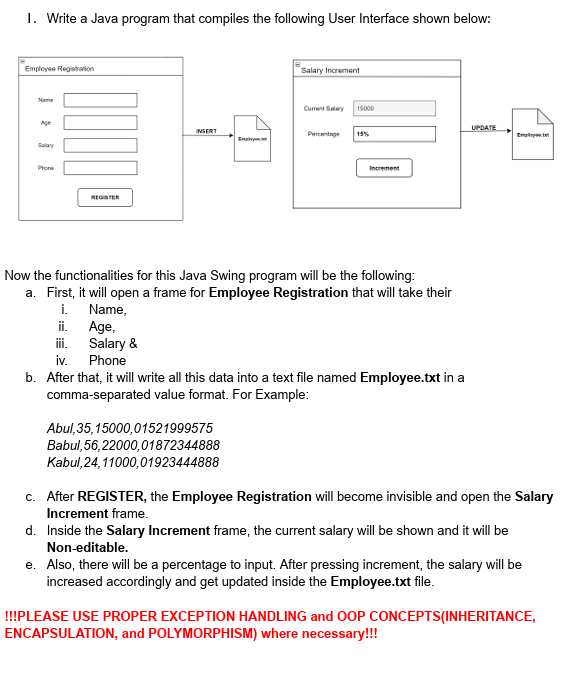 I. Write a Java program that compiles the following User Interface shown below:
Employee Registration
Name
Age
Salary
Phone
REGISTER
INSERT
Employee.txt
Salary Increment
Current Salary 15000
Percentage 15%
Increment
UPDATE
Employee.txt
Now the functionalities for this Java Swing program will be the following:
a. First, it will open a frame for Employee Registration that will take their
i. Name,
ii. Age,
iii. Salary &
iv. Phone
b. After that, it will write all this data into a text file named Employee.txt in a
comma-separated value format. For Example:
Abul,35,15000,01521999575
Babul,56,22000,01872344888
Kabul,24,11000,01923444888
c. After REGISTER, the Employee Registration will become invisible and open the Salary
Increment frame.
d. Inside the Salary Increment frame, the current salary will be shown and it will be
Non-editable.
e. Also, there will be a percentage to input. After pressing increment, the salary will be
increased accordingly and get updated inside the Employee.txt file.
!!!PLEASE USE PROPER EXCEPTION HANDLING and OOP CONCEPTS(INHERITANCE,
ENCAPSULATION, and POLYMORPHISM) where necessary!!!